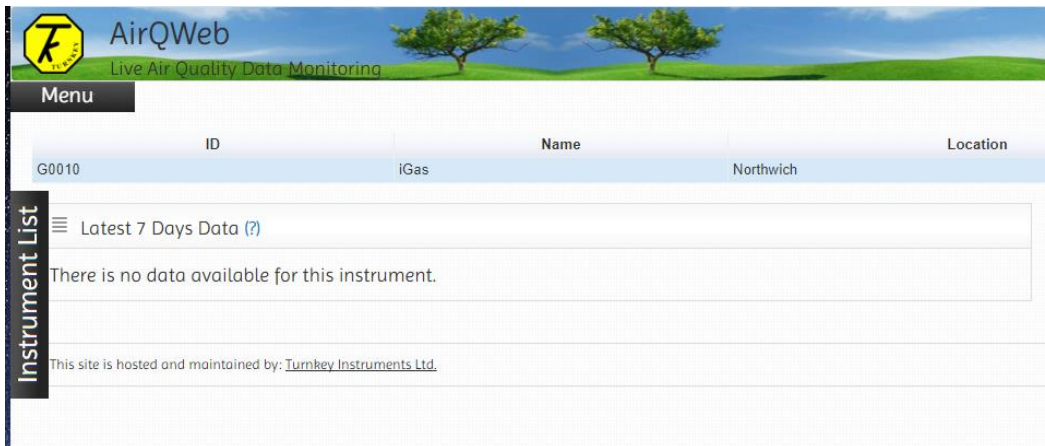 TURNKEY
AirQWeb
Live Air Quality Data Monitoring
Menu
ID Name Location
G0010 iGas Northwich
Instrument List
Latest 7 Days Data (?)
There is no data available for this instrument.
This site is hosted and maintained by: Turnkey Instruments Ltd.